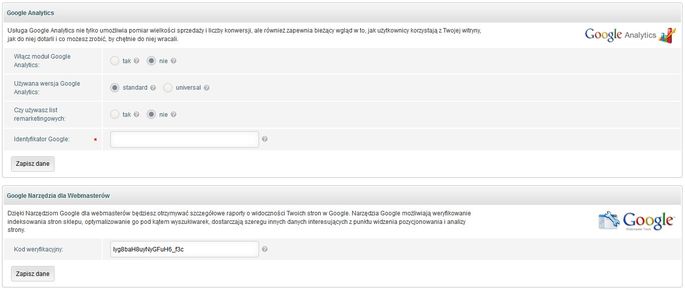 Google Analytics
Usługa Google Analytics nie tylko umożliwia pomiar wielkości sprzedaży i liczby konwersji, ale również zapewnia bieżący wgląd w to, jak użytkownicy korzystają z Twojej witryny,
jak do niej dotarli i co możesz zrobić, by chętnie do niej wracali.
Google Analytics
Włącz moduł Google
Analytics:
tak ? nie ?
Używana wersja Google
Analytics:
standard ? universal ?
Czy używasz list
remarketingowych:
tak ? nie ?
Identyfikator Google: * ?
Zapisz dane
Google Narzędzia dla Webmasterów
Dzięki Narzędziom Google dla webmasterów będziesz otrzymywać szczegółowe raporty o widoczności Twoich stron w Google. Narzędzia Google możliwiają weryfikowanie
indeksowania stron sklepu, optymalizowanie go pod kątem wyszukiwarek, dostarczają szeregu innych danych interesujących z punktu widzenia pozycjonowania i analizy
strony.
Google
Kod weryfikacyjny: Iyg8baH8uyNyGFuH6_f3c ?
Zapisz dane